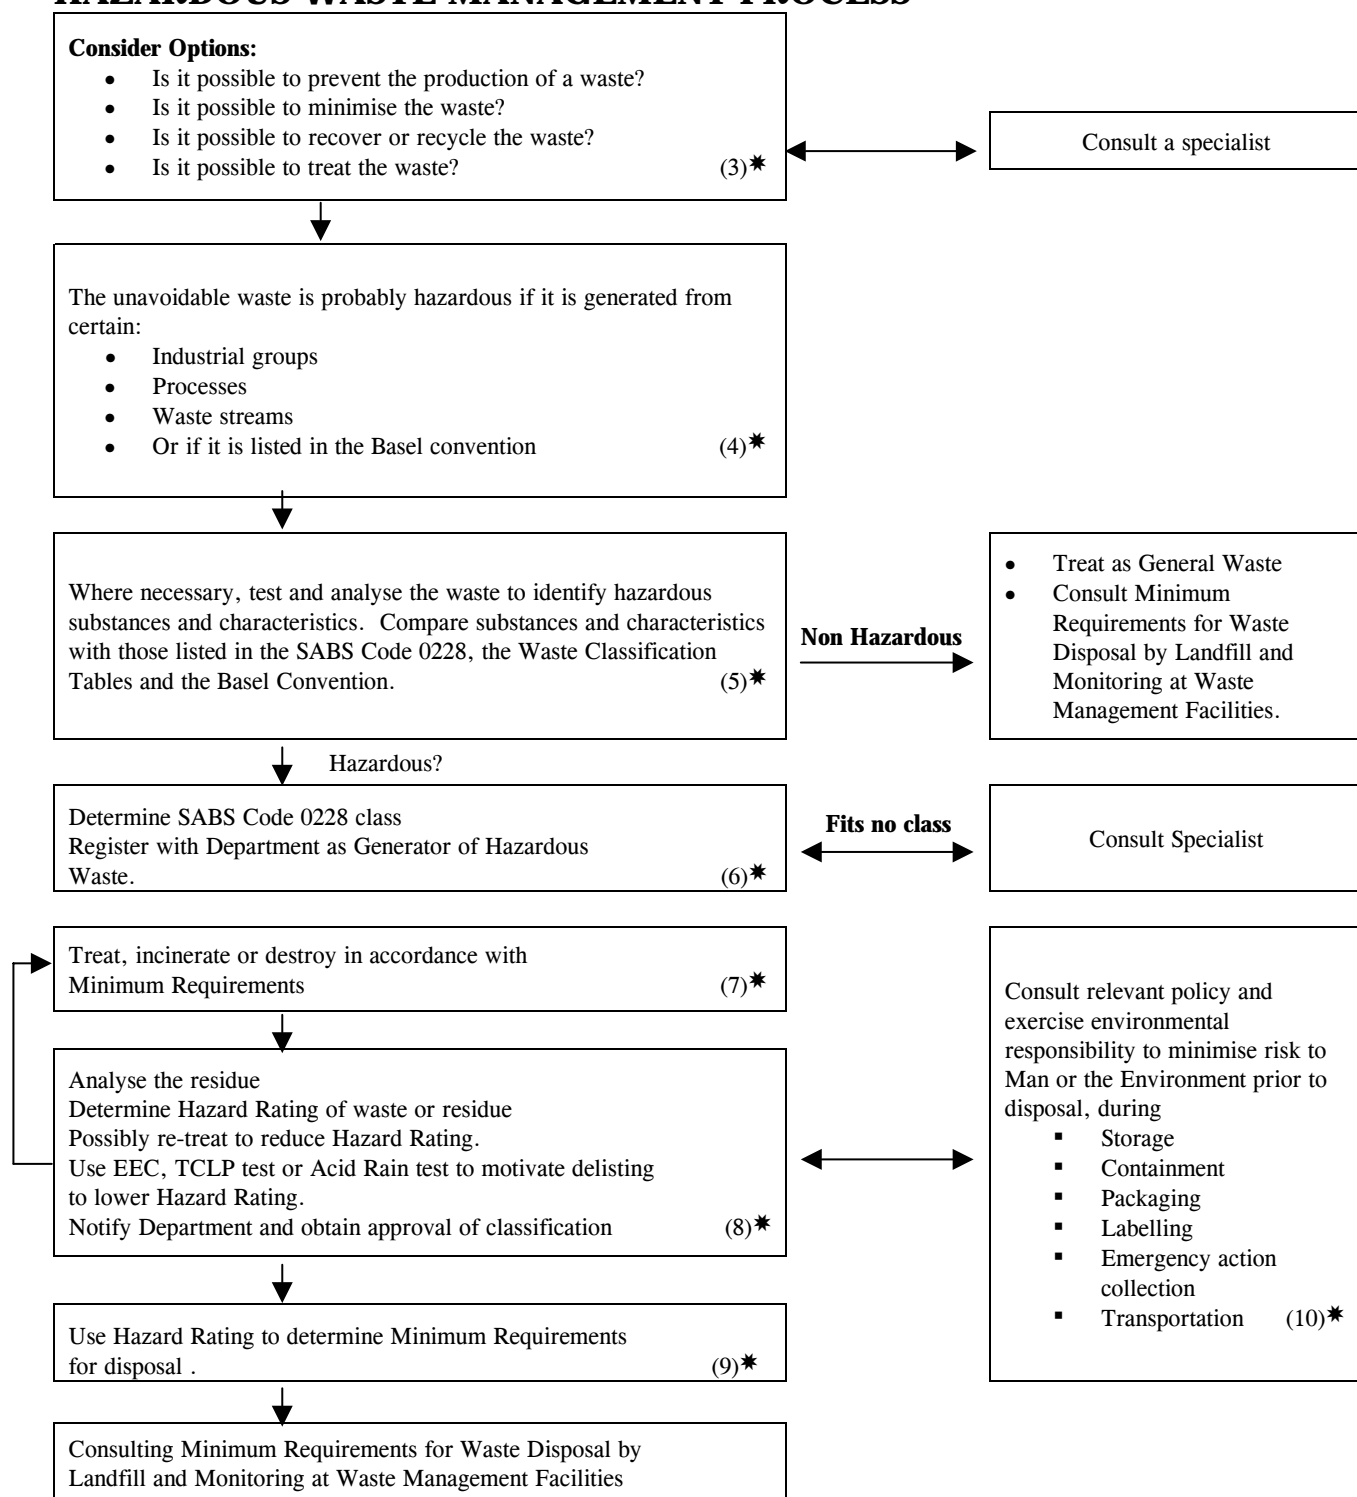 HAZARDOUS WASTE MANAGEMENT PROCESS
Consider Options:
● Is it possible to prevent the production of a waste?
● Is it possible to minimise the waste?
● Is it possible to recover or recycle the waste?
● Is it possible to treat the waste? (3)✷
Consult a specialist
The unavoidable waste is probably hazardous if it is generated from
certain:
● Industrial groups
● Processes
● Waste streams
● Or if it is listed in the Basel convention (4)✷
Where necessary, test and analyse the waste to identify hazardous
substances and characteristics. Compare substances and characteristics
with those listed in the SABS Code 0228, the Waste Classification
Tables and the Basel Convention. (5)✷
Non Hazardous
● Treat as General Waste
● Consult Minimum
Requirements for Waste
Disposal by Landfill and
Monitoring at Waste
Management Facilities.
Hazardous?
Determine SABS Code 0228 class
Register with Department as Generator of Hazardous
Waste. (6)✷
Fits no class
Consult Specialist
Treat, incinerate or destroy in accordance with
Minimum Requirements (7)✷
Analyse the residue
Determine Hazard Rating of waste or residue
Possibly re-treat to reduce Hazard Rating.
Use EEC, TCLP test or Acid Rain test to motivate delisting
to lower Hazard Rating.
Notify Department and obtain approval of classification (8)✷
Consult relevant policy and
exercise environmental
responsibility to minimise risk to
Man or the Environment prior to
disposal, during
▪ Storage
▪ Containment
▪ Packaging
▪ Labelling
▪ Emergency action
collection
▪ Transportation (10)✷
Use Hazard Rating to determine Minimum Requirements
for disposal . (9)✷
Consulting Minimum Requirements for Waste Disposal by
Landfill and Monitoring at Waste Management Facilities